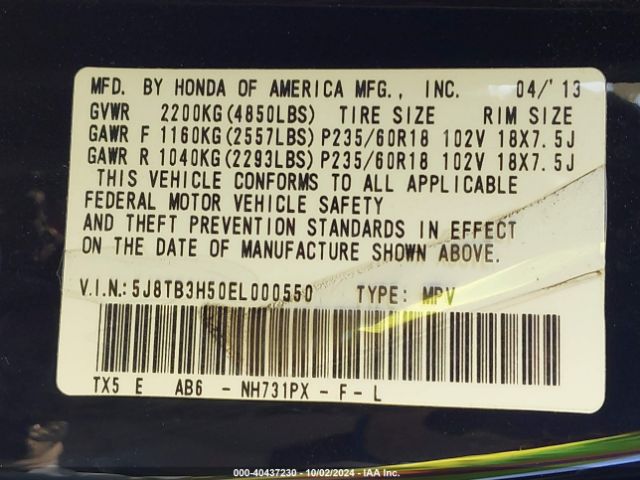 MFD. BY HONDA OF AMERICA MFG., INC. 04/'13
GVWR 2200KG(4850LBS) TIRE SIZE RIM SIZE
GAWR F 1160KG(2557LBS) P235/60R18 102V 18X7.5J
GAWR R 1040KG(2293LBS) P235/60R18 102V 18X7.5J
THIS VEHICLE CONFORMS TO ALL APPLICABLE
FEDERAL MOTOR VEHICLE SAFETY
AND THEFT PREVENTION STANDARDS IN EFFECT
ON THE DATE OF MANUFACTURE SHOWN ABOVE.
V.I.N.: 5J8TB3H50EL000550 TYPE: MPV
TX5 E AB6 - NH731PX - F - L
000-40437230 - 10/02/2024 - IAA Inc.